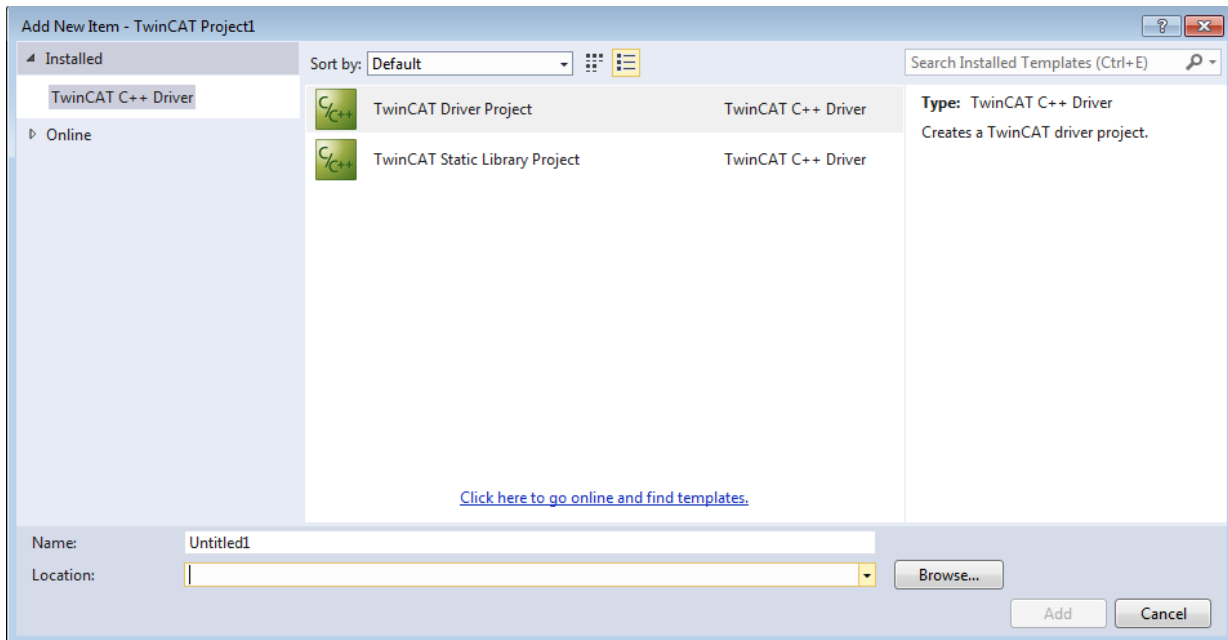 Add New Item - TwinCAT Project1
Installed
TwinCAT C++ Driver
Online
Sort by: Default
Search Installed Templates (Ctrl+E)
C/C++ TwinCAT Driver Project TwinCAT C++ Driver
C/C++ TwinCAT Static Library Project TwinCAT C++ Driver
Type: TwinCAT C++ Driver
Creates a TwinCAT driver project.
Click here to go online and find templates.
Name: Untitled1
Location:
Browse...
Add Cancel